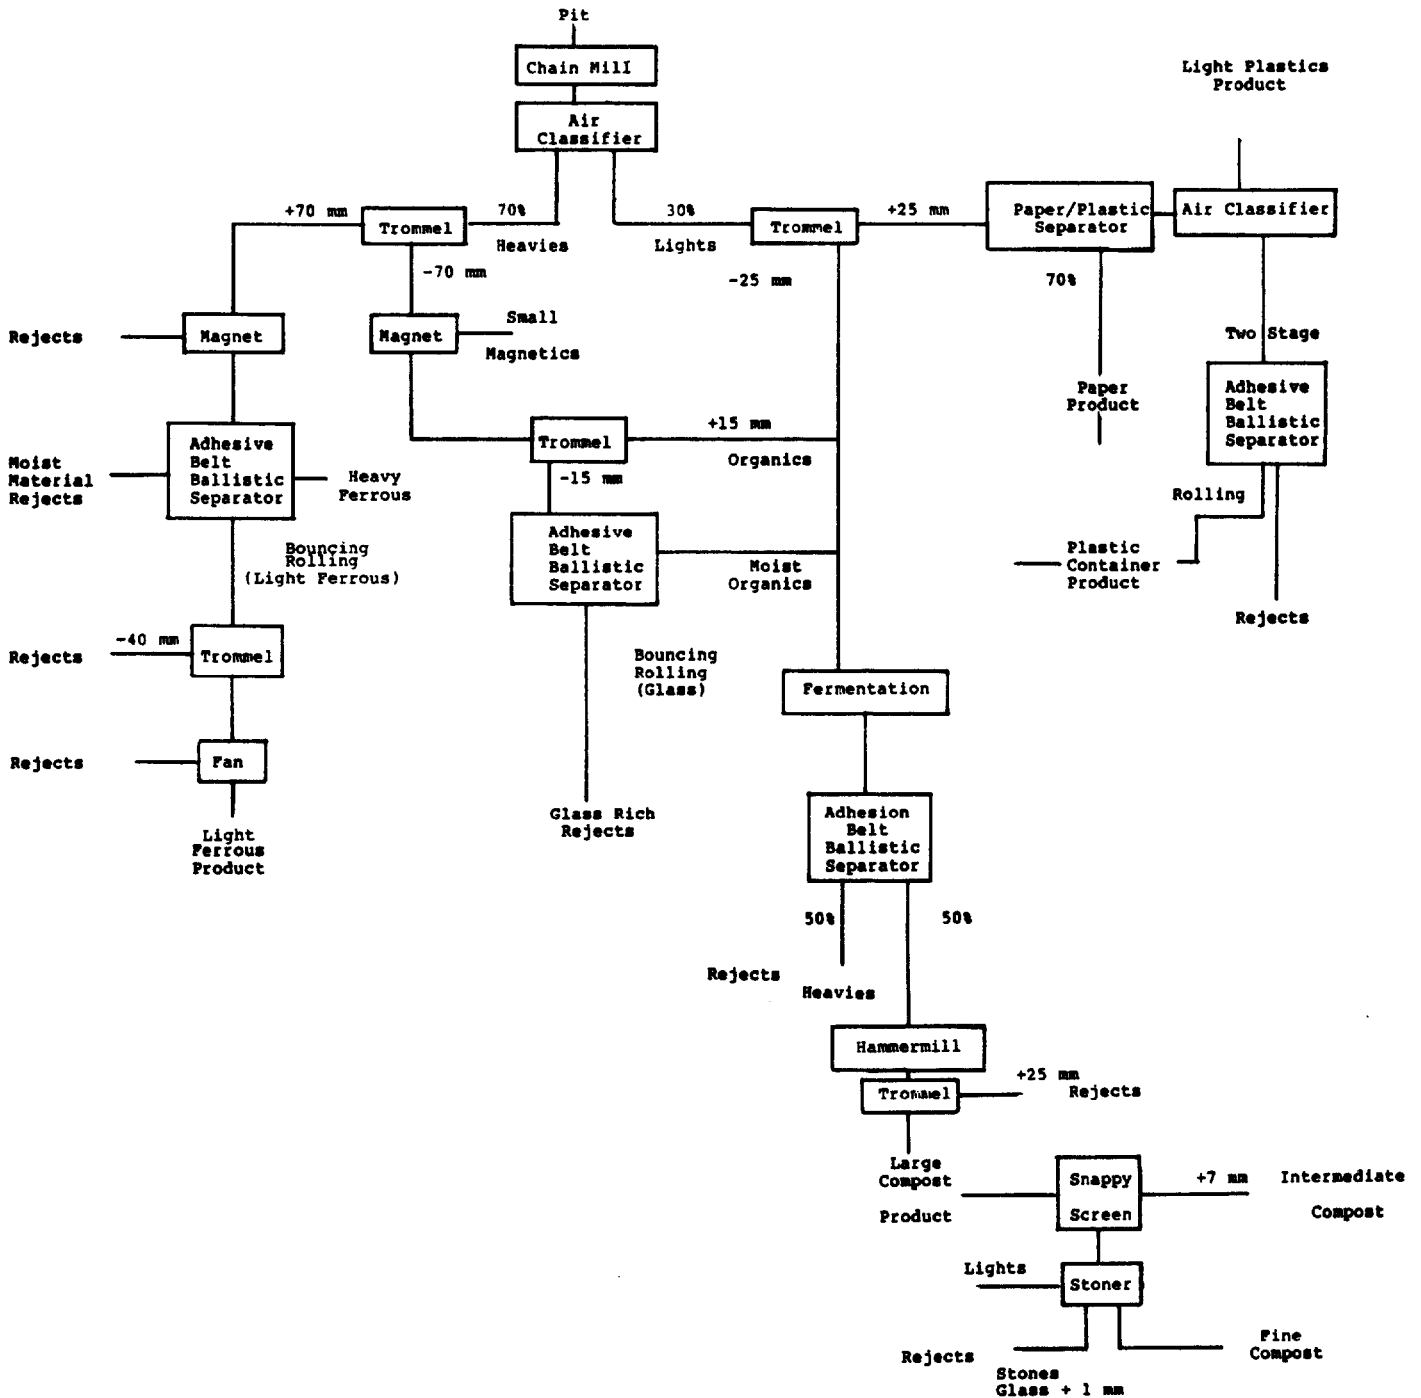 Pit
Chain Mill
Air
Classifier
Light Plastics
Product
+70 mm
Trommel
70%
Heavies
30%
Lights
Trommel
+25 mm
Paper/Plastic
Separator
Air Classifier
-70 mm
-25 mm
70%
Rejects
Magnet
Magnet
Small
Magnetics
Two Stage
Paper
Product
Adhesive
Belt
Ballistic
Separator
Moist
Material
Rejects
Adhesive
Belt
Ballistic
Separator
Heavy
Ferrous
Trommel
+15 mm
Organics
-15 mm
Rolling
Bouncing
Rolling
(Light Ferrous)
Adhesive
Belt
Ballistic
Separator
Moist
Organics
Plastic
Container
Product
Rejects
Rejects
-40 mm
Trommel
Bouncing
Rolling
(Glass)
Fermentation
Rejects
Fan
Light
Ferrous
Product
Glass Rich
Rejects
Adhesion
Belt
Ballistic
Separator
50%
50%
Rejects
Heavies
Hammermill
Trommel
+25 mm
Rejects
Large
Compost
Product
Snappy
Screen
+7 mm
Intermediate
Compost
Lights
Stoner
Rejects
Stones
Glass + 1 mm
Fine
Compost